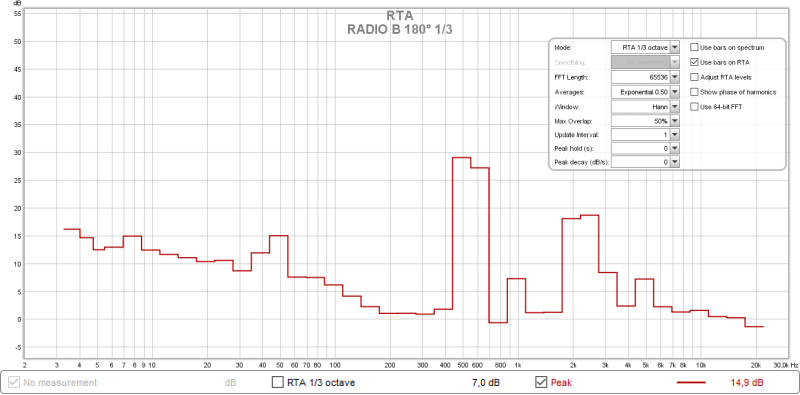 dB
RTA
RADIO B 180° 1/3
55
50
45
40
35
30
25
20
15
10
5
0
-5
Mode: RTA 1/3 octave Use bars on spectrum
Smoothing: Use bars on RTA
FFT Length: 65536 Adjust RTA levels
Averages: Exponential 0,50 Show phase of harmonics
Window: Hann Use 64-bit FFT
Max Overlap: 50%
Update Interval: 1
Peak hold (s): 0
Peak decay (dB/s): 0
2 3 4 5 6 7 8 9 10 20 30 40 50 60 80 100 200 300 400 500 600 800 1k 2k 3k 4k 5k 6k 7k 8k 10k 20k 30,0k Hz
No measurement dB RTA 1/3 octave 7,0 dB Peak 14,9 dB